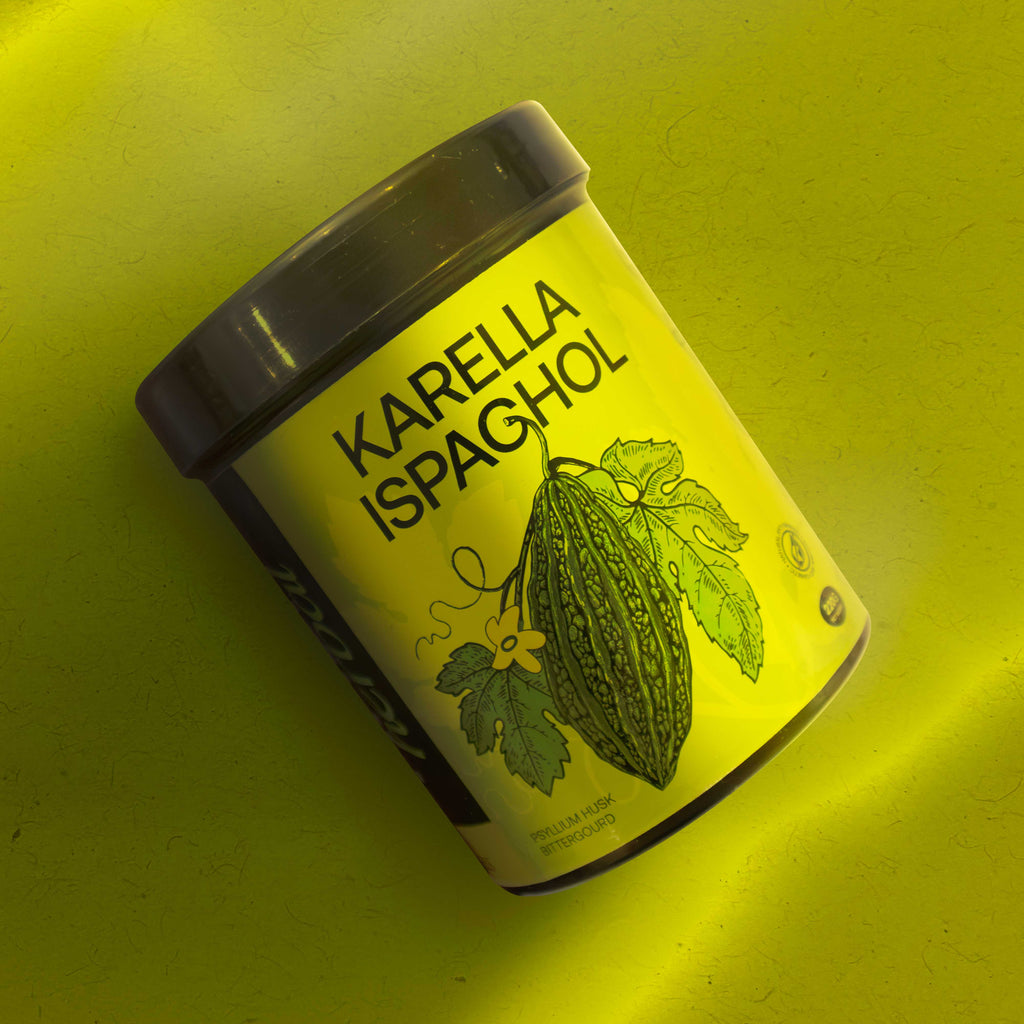 KARELLA
ISPAGHOL
PSYLLIUM HUSK
BITTERGOURD